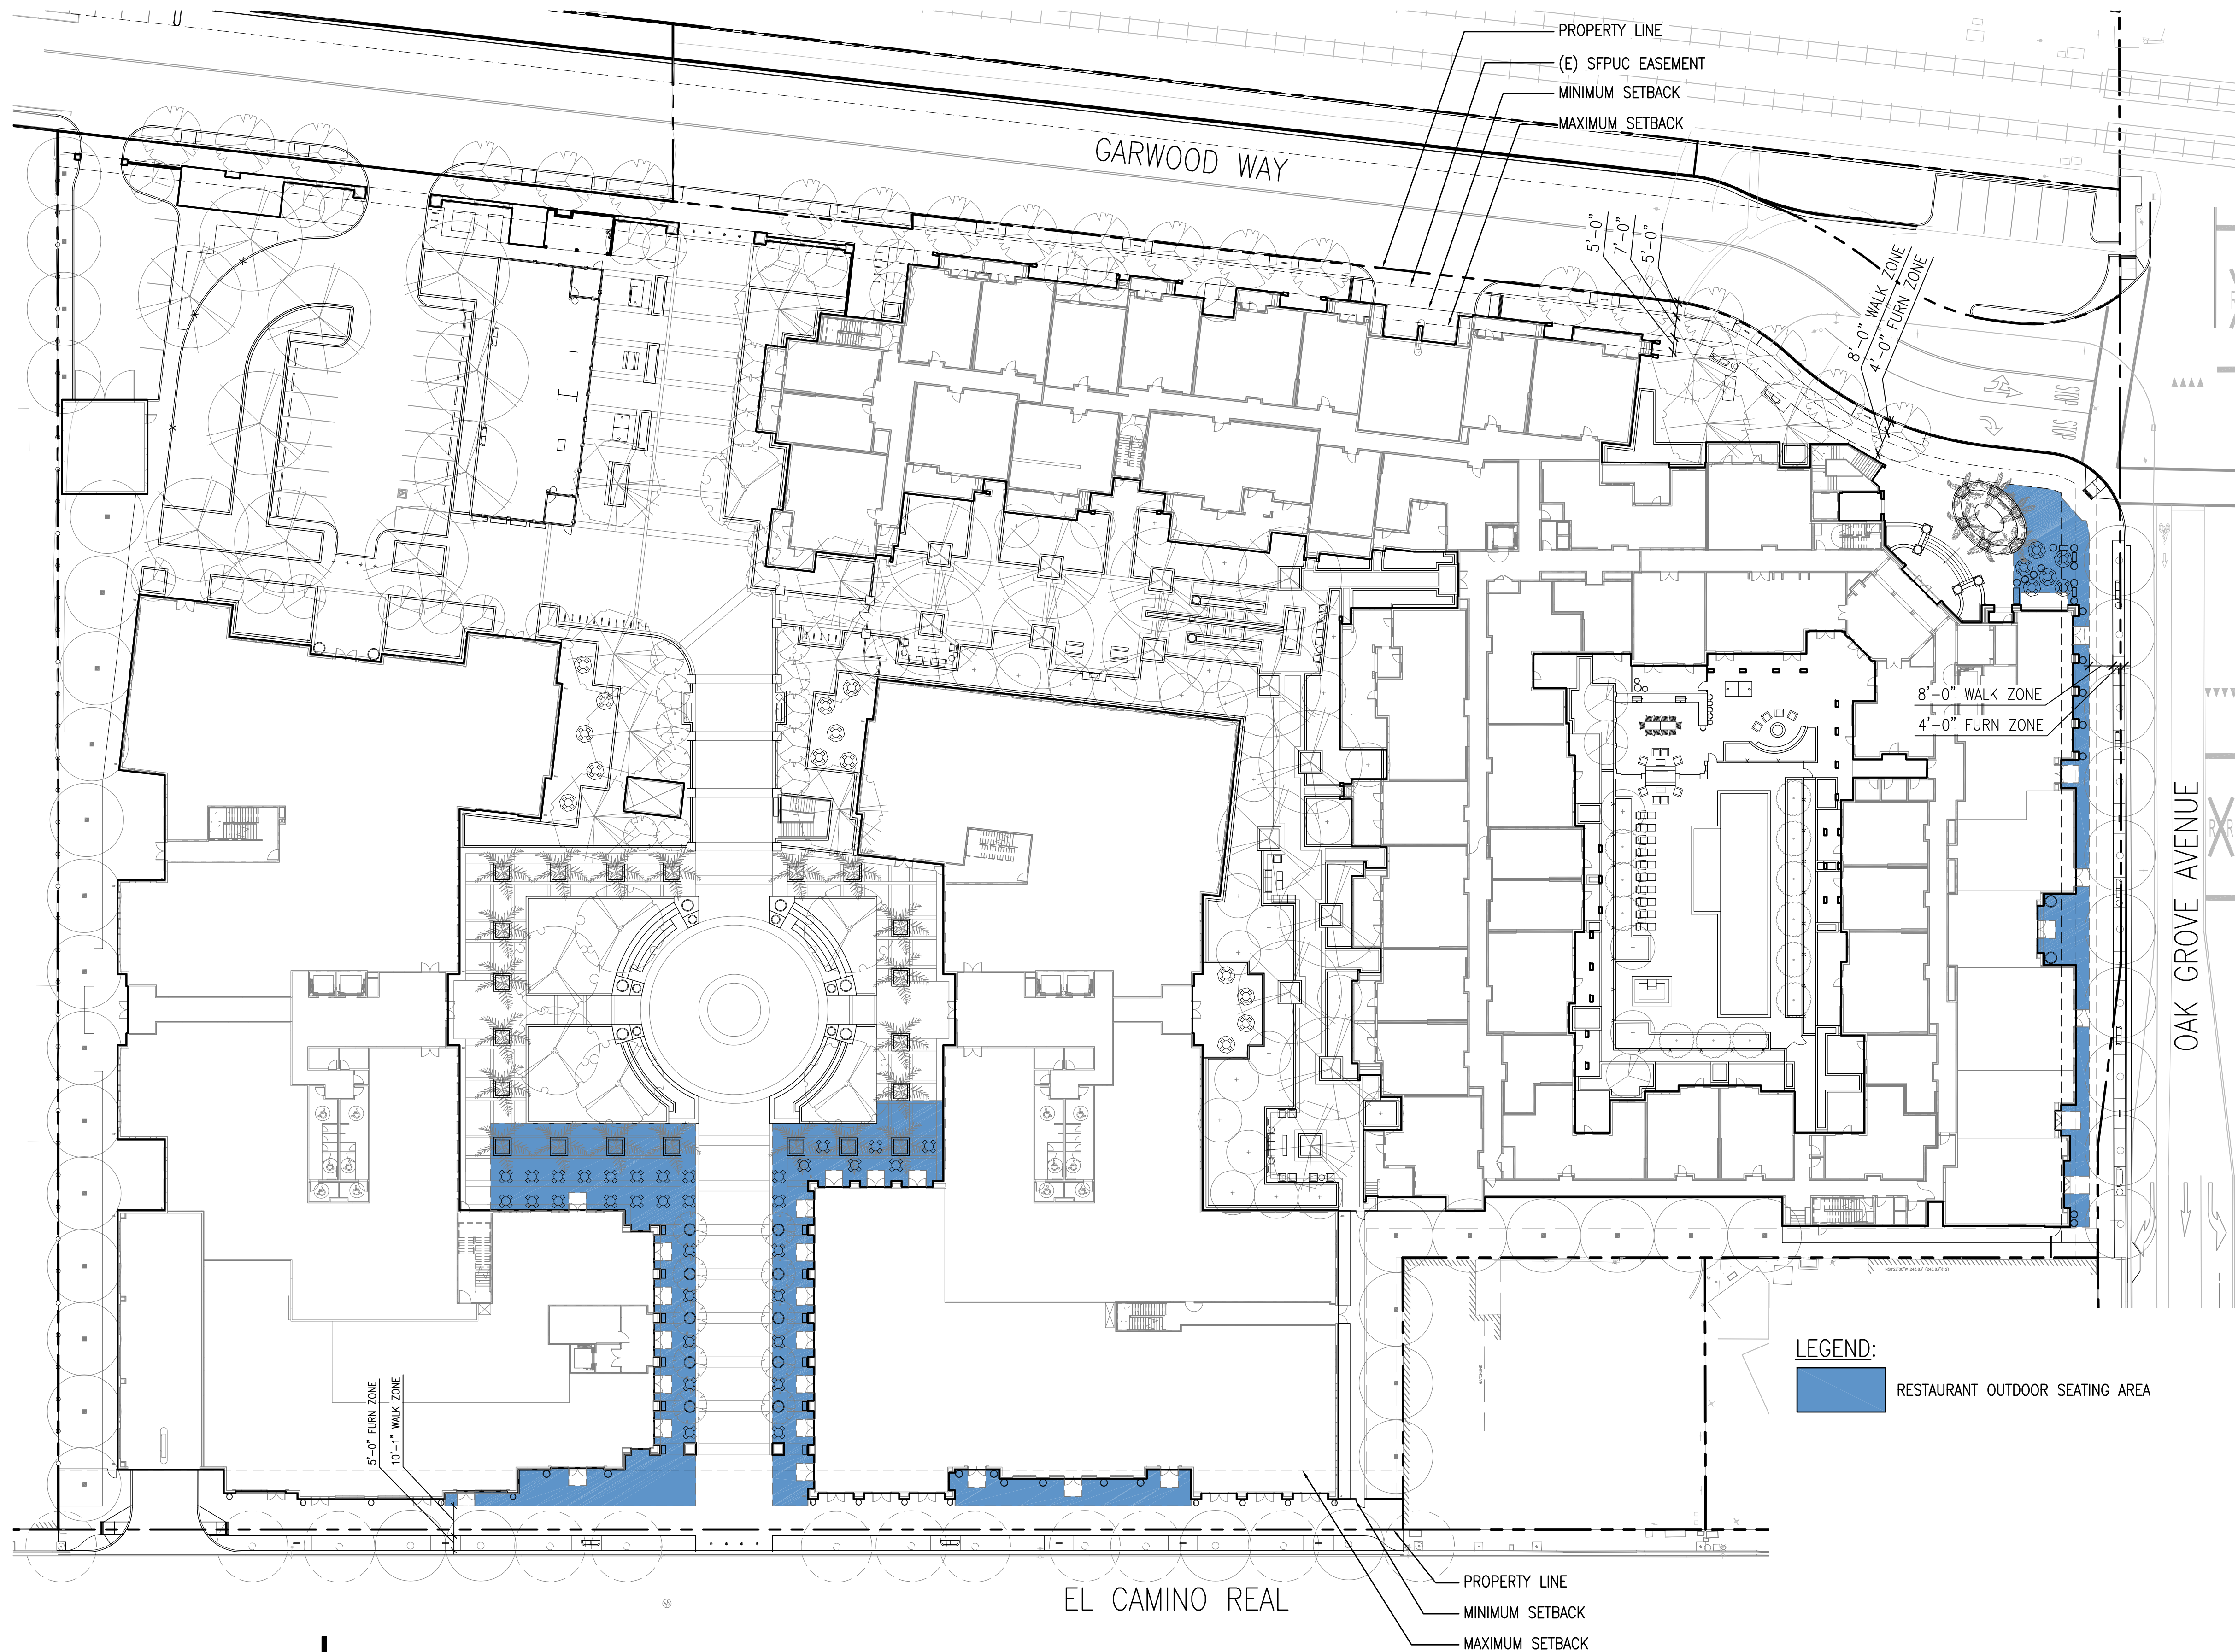 PROPERTY LINE
(E) SFPUC EASEMENT
MINIMUM SETBACK
MAXIMUM SETBACK
GARWOOD WAY
5'-0"
7'-0"
5'-0"
8'-0" WALK ZONE
4'-0" FURN ZONE
STOP
STOP
8'-0" WALK ZONE
4'-0" FURN ZONE
R R
OAK GROVE AVENUE
LEGEND:
RESTAURANT OUTDOOR SEATING AREA
5'-0" FURN ZONE
10'-1" WALK ZONE
EL CAMINO REAL
PROPERTY LINE
MINIMUM SETBACK
MAXIMUM SETBACK